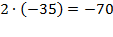 2·(−35) = −70